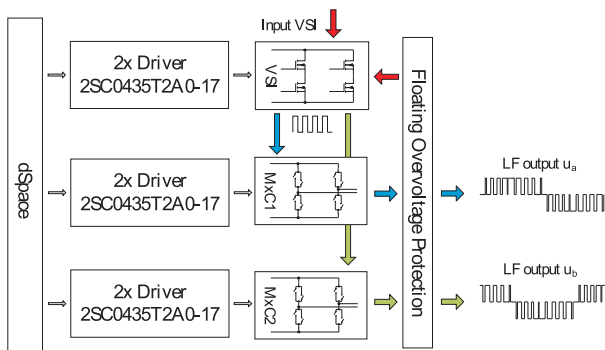 Input VSI
dSpace
2x Driver
2SC0435T2A0-17
VSI
Floating Overvoltage Protection
2x Driver
2SC0435T2A0-17
MxC1
LF output ua
2x Driver
2SC0435T2A0-17
MxC2
LF output ub